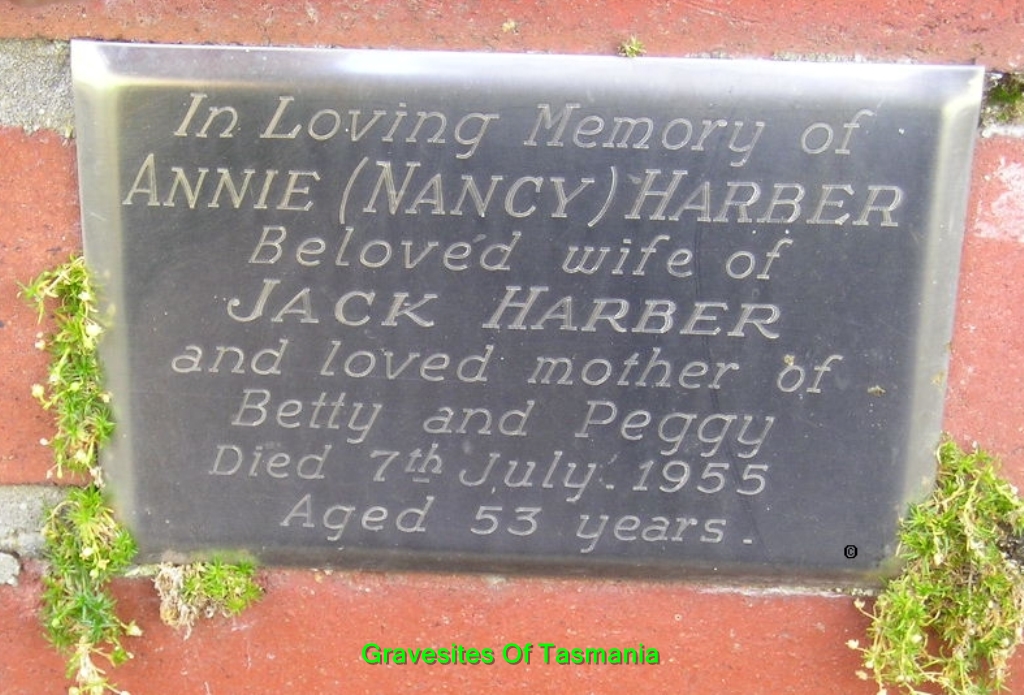 In Loving Memory of
ANNIE (NANCY) HARBER
Beloved wife of
JACK HARBER
and loved mother of
Betty and Peggy
Died 7th July. 1955
Aged 53 years.
©
Gravesites Of Tasmania